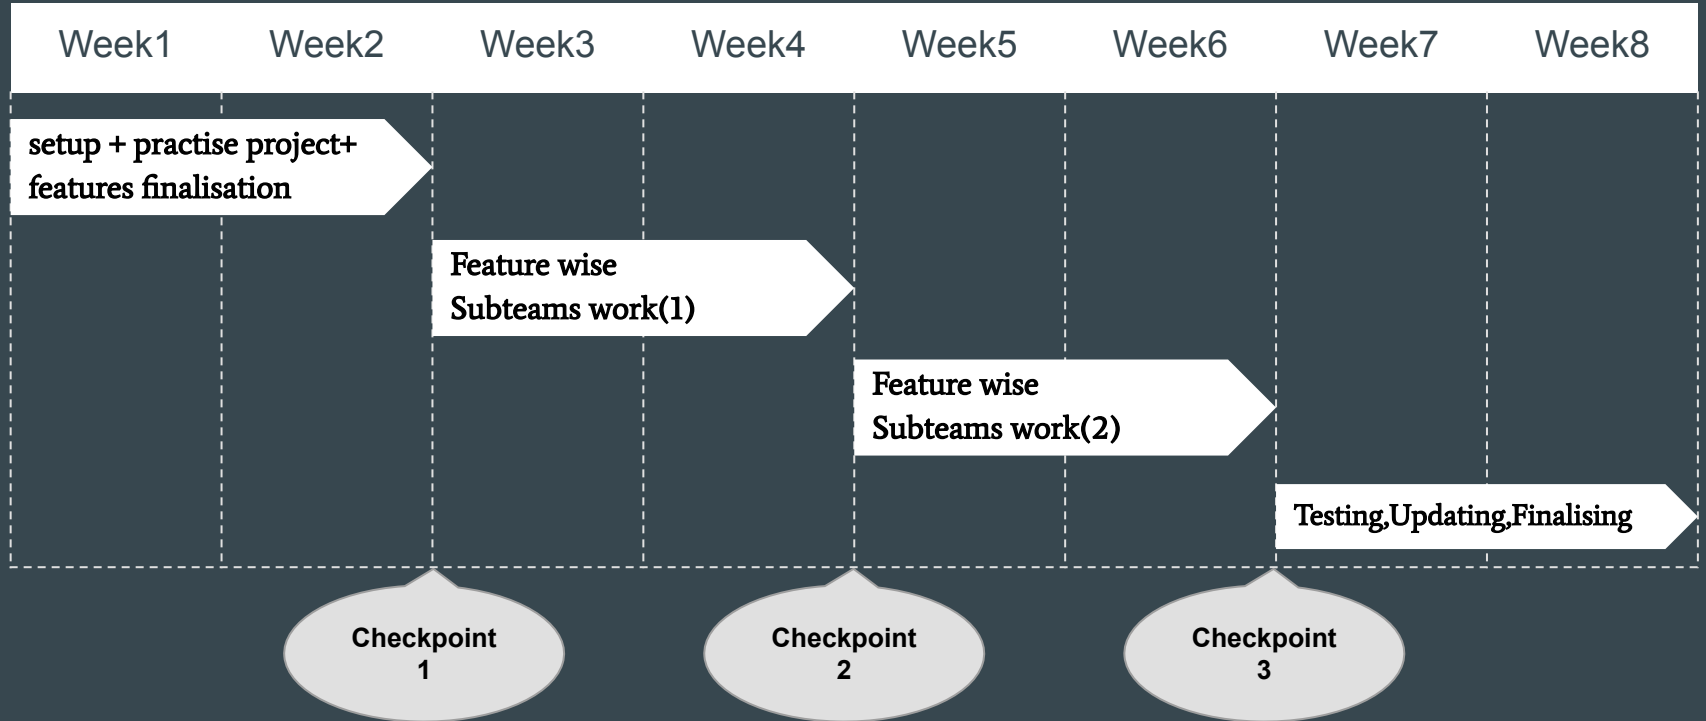 Week1 Week2 Week3 Week4 Week5 Week6 Week7 Week8
setup + practise project+
features finalisation
Feature wise
Subteams work(1)
Feature wise
Subteams work(2)
Testing,Updating,Finalising
Checkpoint
1
Checkpoint
2
Checkpoint
3